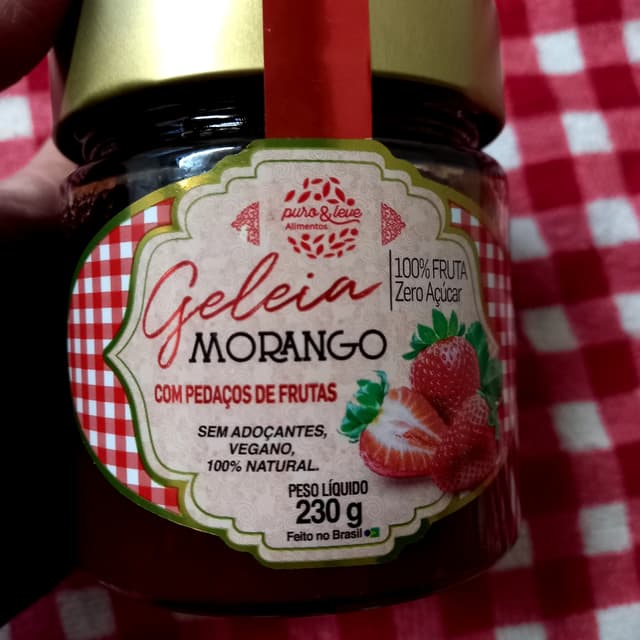 puro&leve
Alimentos
Geleia
MORANGO
100% FRUTA
Zero Açúcar
COM PEDAÇOS DE FRUTAS
SEM ADOÇANTES,
VEGANO,
100% NATURAL.
PESO LÍQUIDO
230 g
Feito no Brasil